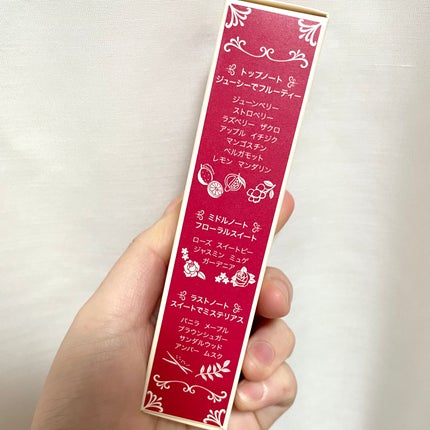 トップノート
ジューシーでフルーティー
ジューンベリー
ストロベリー
ラズベリー ザクロ
アップル イチジク
マンゴスチン
ベルガモット
レモン マンダリン
ミドルノート
フローラルスイート
ローズ スイートピー
ジャスミン ミュゲ
ガーデニア
ラストノート
スイートでミステリアス
バニラ メープル
ブラウンシュガー
サンダルウッド
アンバー ムスク